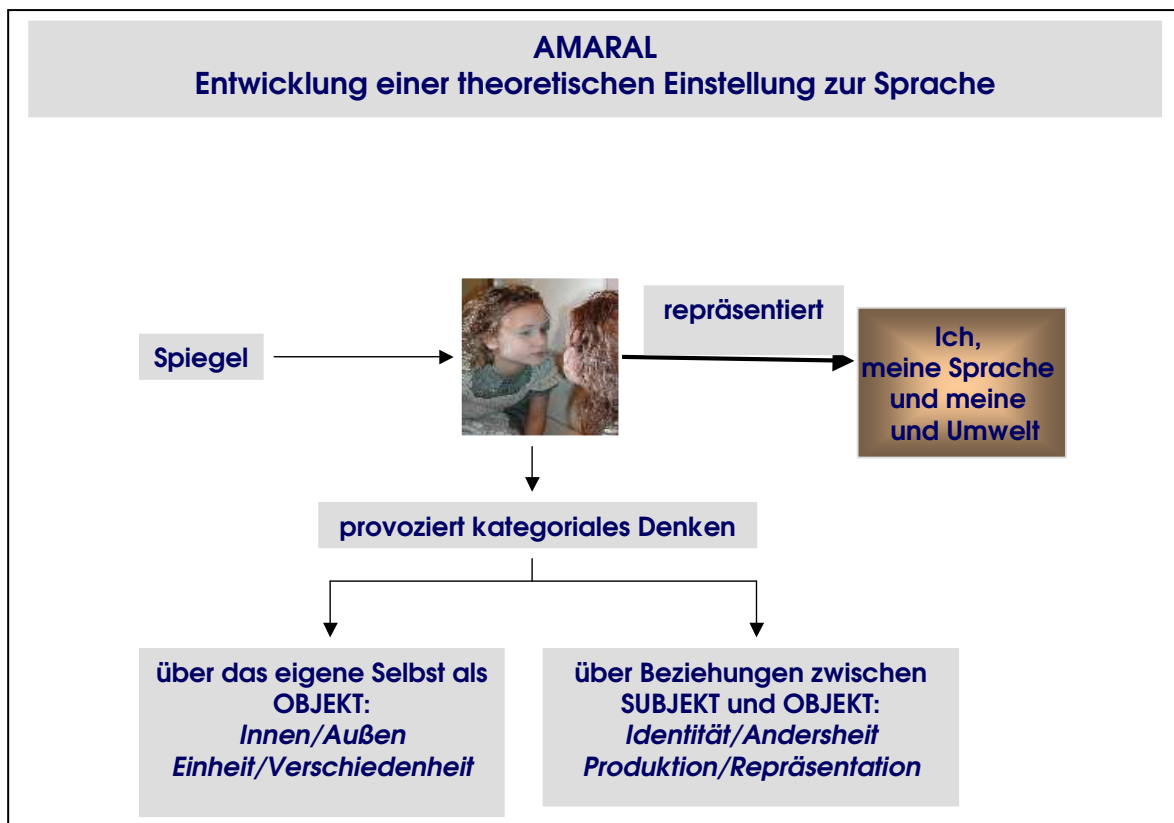 AMARAL
Entwicklung einer theoretischen Einstellung zur Sprache
repräsentiert
Spiegel
Ich,
meine Sprache
und meine
und Umwelt
provoziert kategoriales Denken
über das eigene Selbst als
OBJEKT:
Innen/Außen
Einheit/Verschiedenheit
über Beziehungen zwischen
SUBJEKT und OBJEKT:
Identität/Andersheit
Produktion/Repräsentation